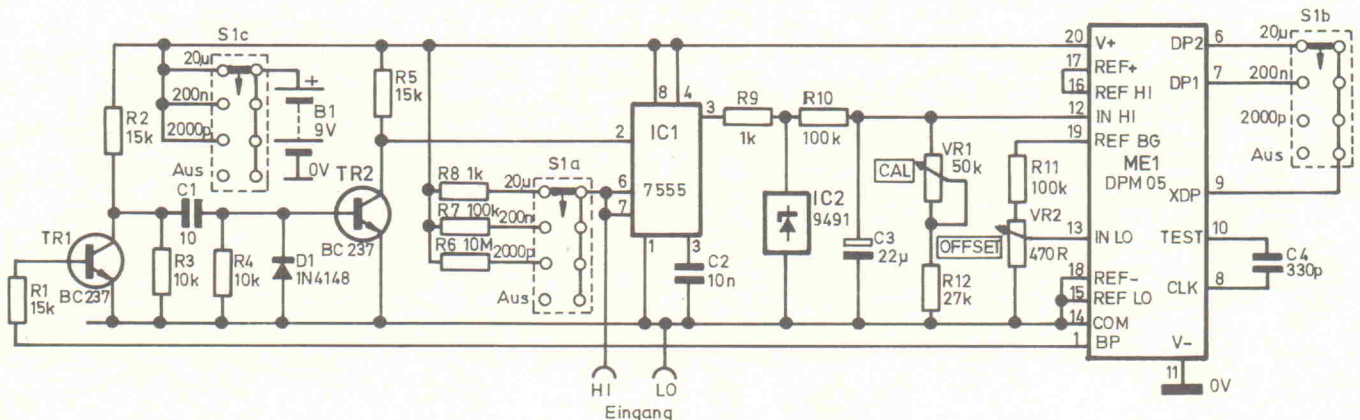 S1c
20µ
200n
2000p
Aus
+
B1
9V
0V
R2
15k
C1
10
TR1
BC237
R1
15k
R3
10k
R4
10k
D1
1N4148
TR2
BC 237
R5
15k
R8 1k
R7 100k
R6 10M
S1a
20µ
200n
2000p
Aus
HI
LO
Eingang
8
4
2
IC1
3
6
7555
7
1
3
C2
10n
R9
1k
R10
100k
IC2
9491
C3
22µ
CAL
VR1
50k
R12
27k
R11
100k
VR2
OFFSET
470R
20
V+
17
REF+
16
REF HI
12
IN HI
19
REF BG
ME1
DPM 05
13
IN LO
18
REF-
15
REF LO
14
COM
1
BP
DP2
6
DP1
7
XDP
9
TEST
10
CLK
8
V-
11
0V
C4
330p
S1b
20µ
200n
2000p
Aus